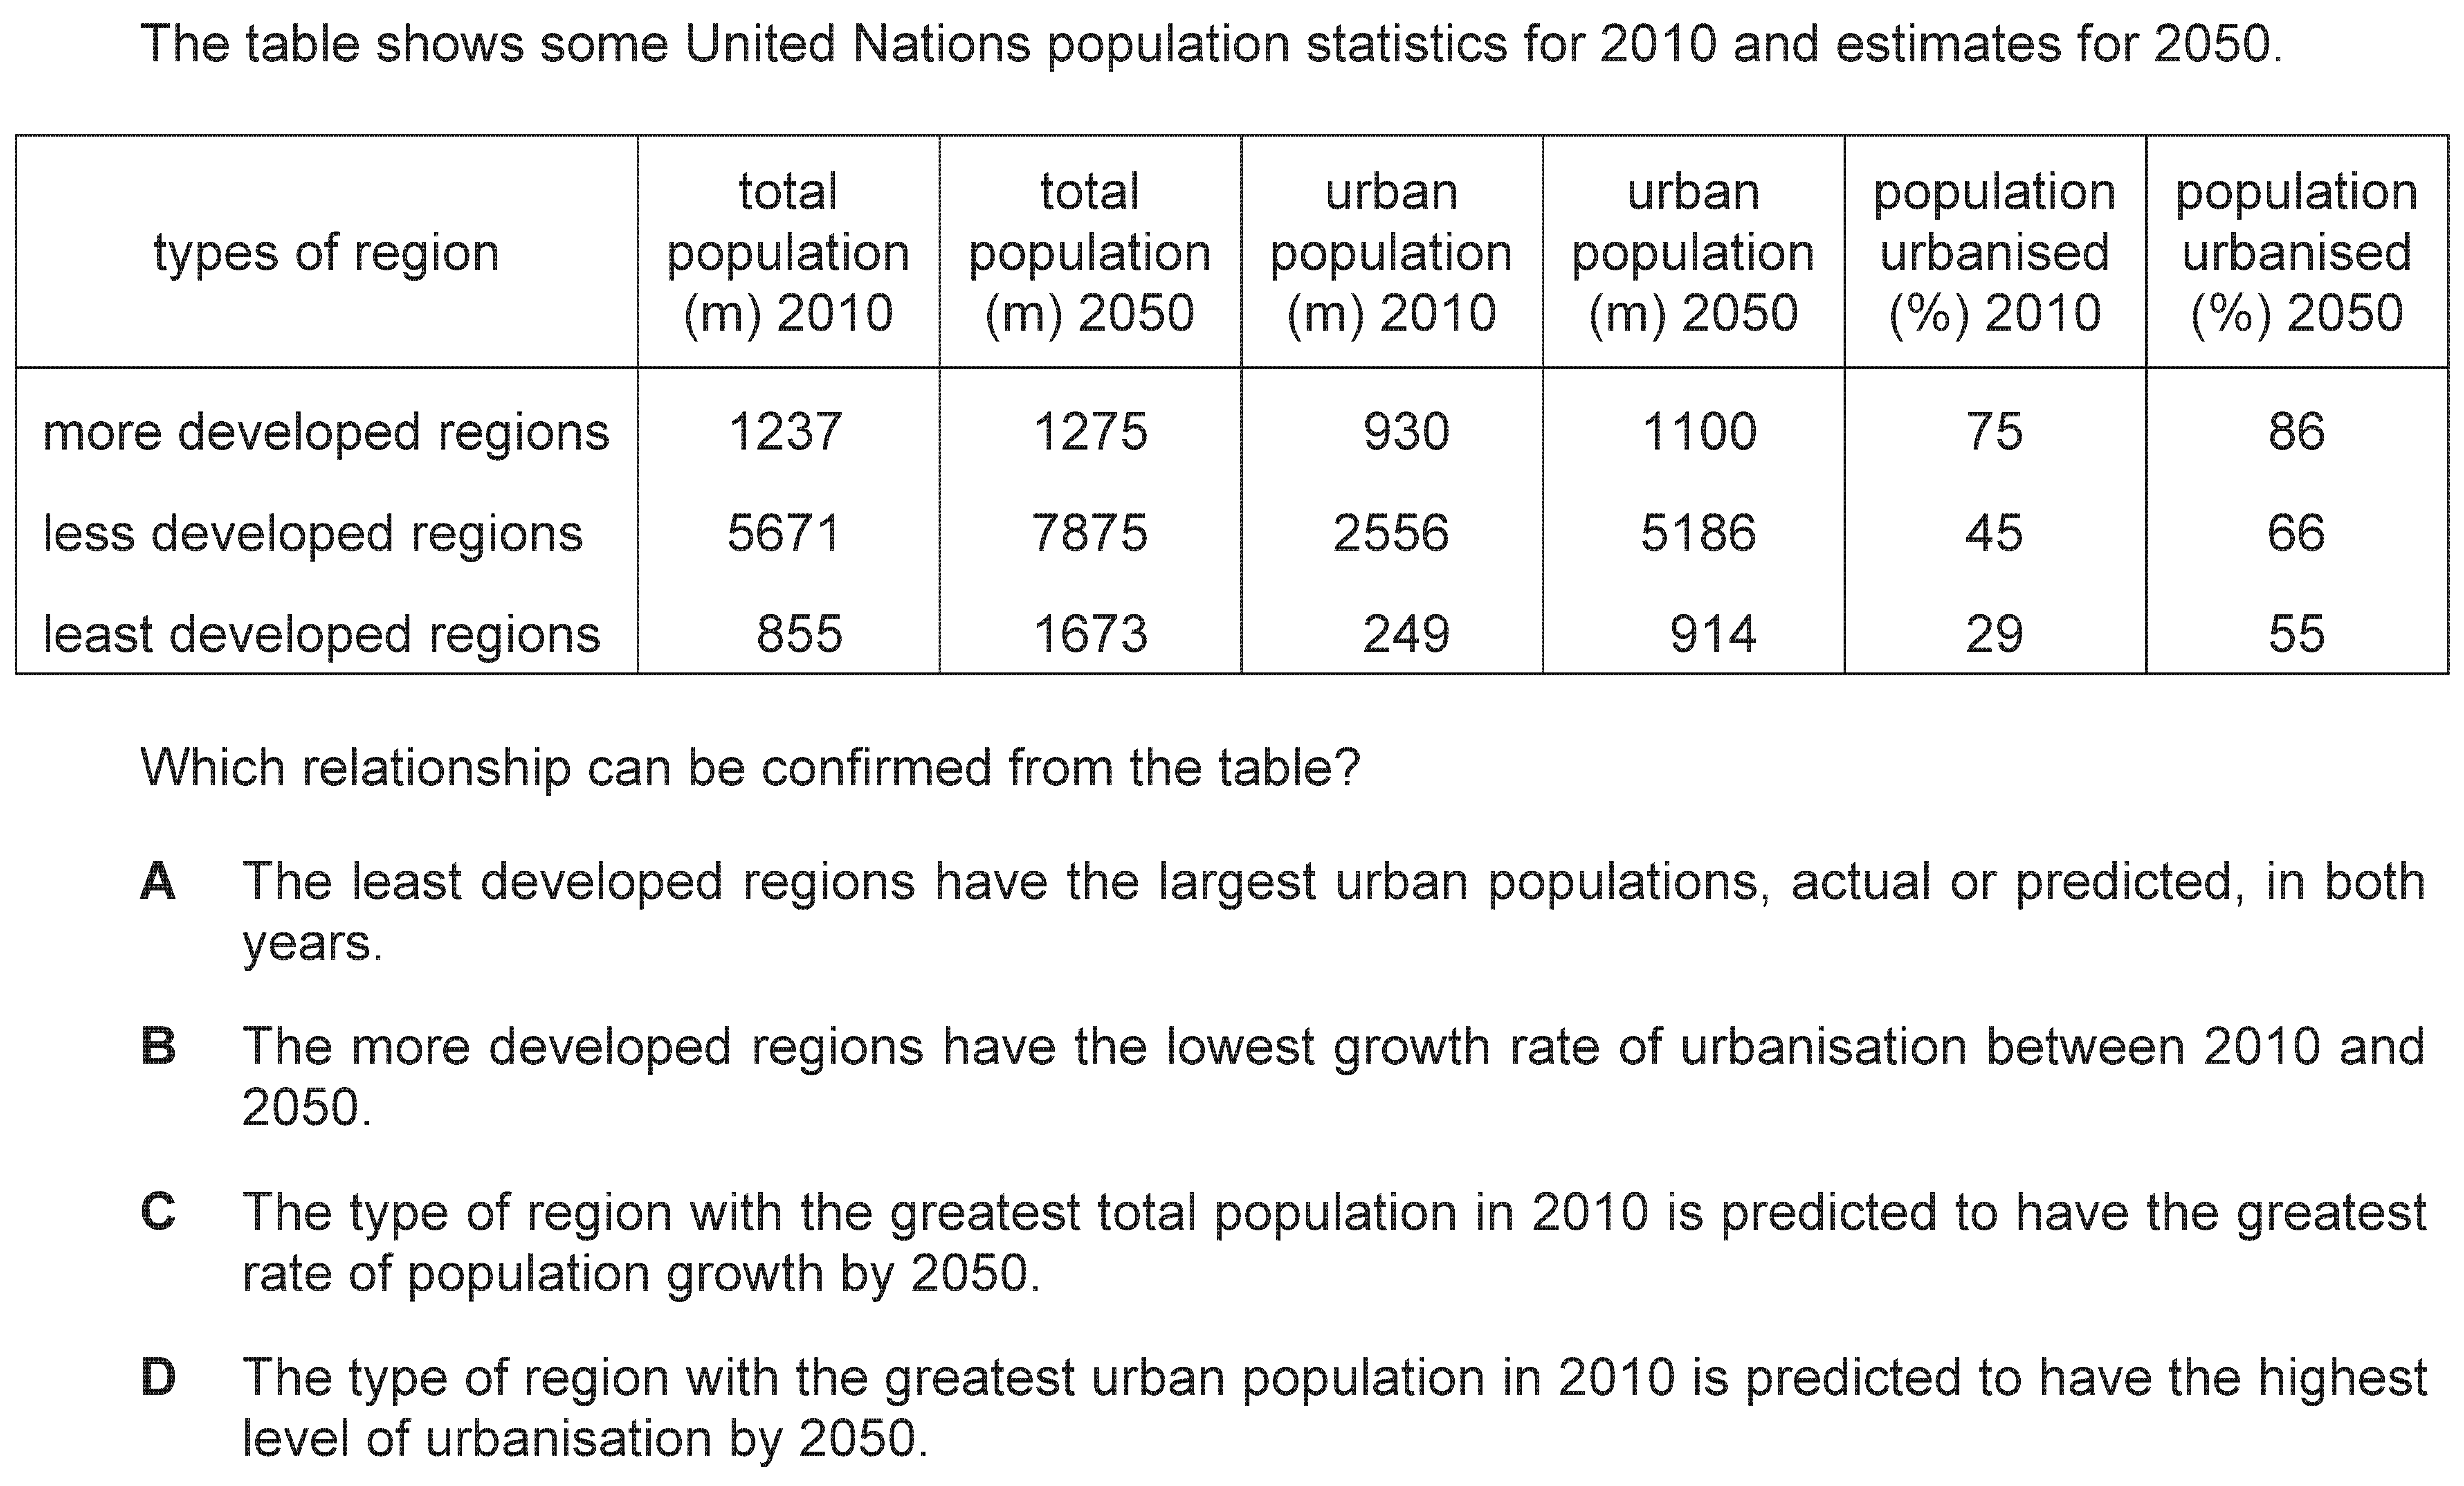 The table shows some United Nations population statistics for 2010 and estimates for 2050.
types of region | total population (m) 2010 | total population (m) 2050 | urban population (m) 2010 | urban population (m) 2050 | population urbanised (%) 2010 | population urbanised (%) 2050
more developed regions | 1237 | 1275 | 930 | 1100 | 75 | 86
less developed regions | 5671 | 7875 | 2556 | 5186 | 45 | 66
least developed regions | 855 | 1673 | 249 | 914 | 29 | 55
Which relationship can be confirmed from the table?
A The least developed regions have the largest urban populations, actual or predicted, in both
years.
B The more developed regions have the lowest growth rate of urbanisation between 2010 and
2050.
C The type of region with the greatest total population in 2010 is predicted to have the greatest
rate of population growth by 2050.
D The type of region with the greatest urban population in 2010 is predicted to have the highest
level of urbanisation by 2050.